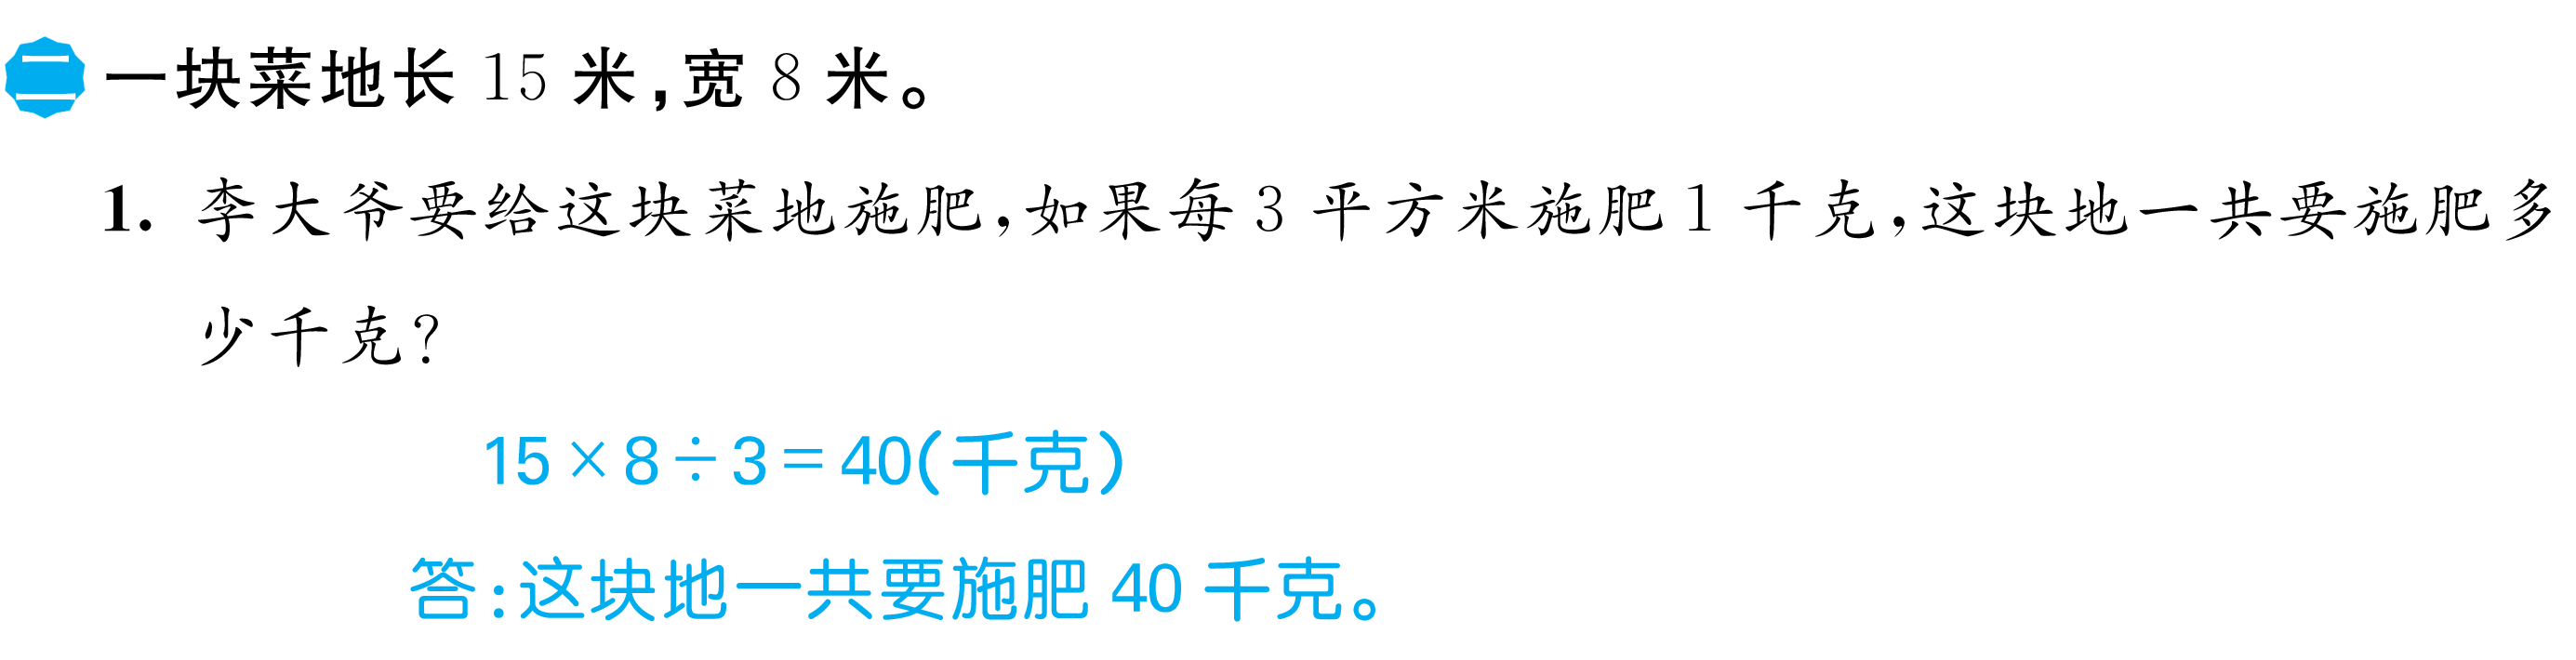 二 一块菜地长 15 米,宽 8 米。
1. 李大爷要给这块菜地施肥,如果每 3 平方米施肥 1 千克,这块地一共要施肥多
少千克?
15×8÷3=40(千克)
答:这块地一共要施肥 40 千克。